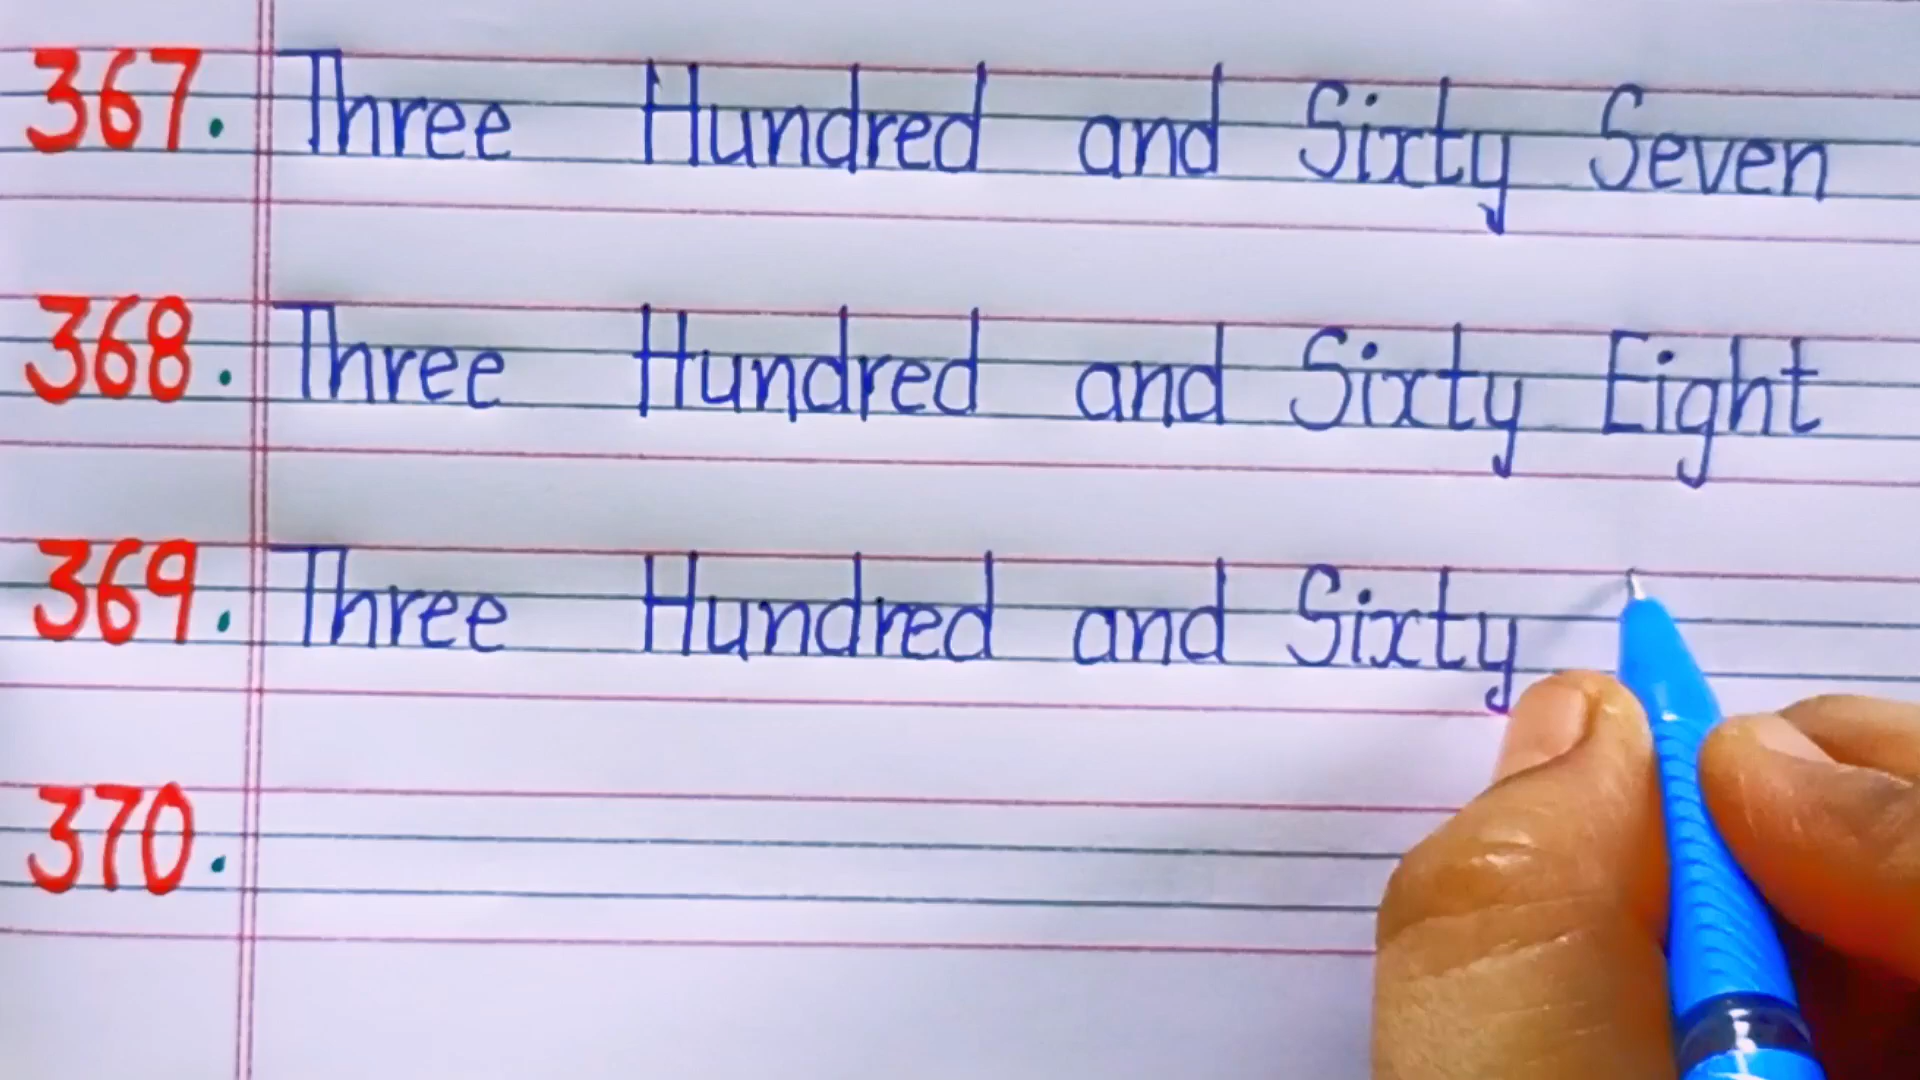 367. Three Hundred and Sixty Seven
368. Three Hundred and Sixty Eight
369. Three Hundred and Sixty
370.